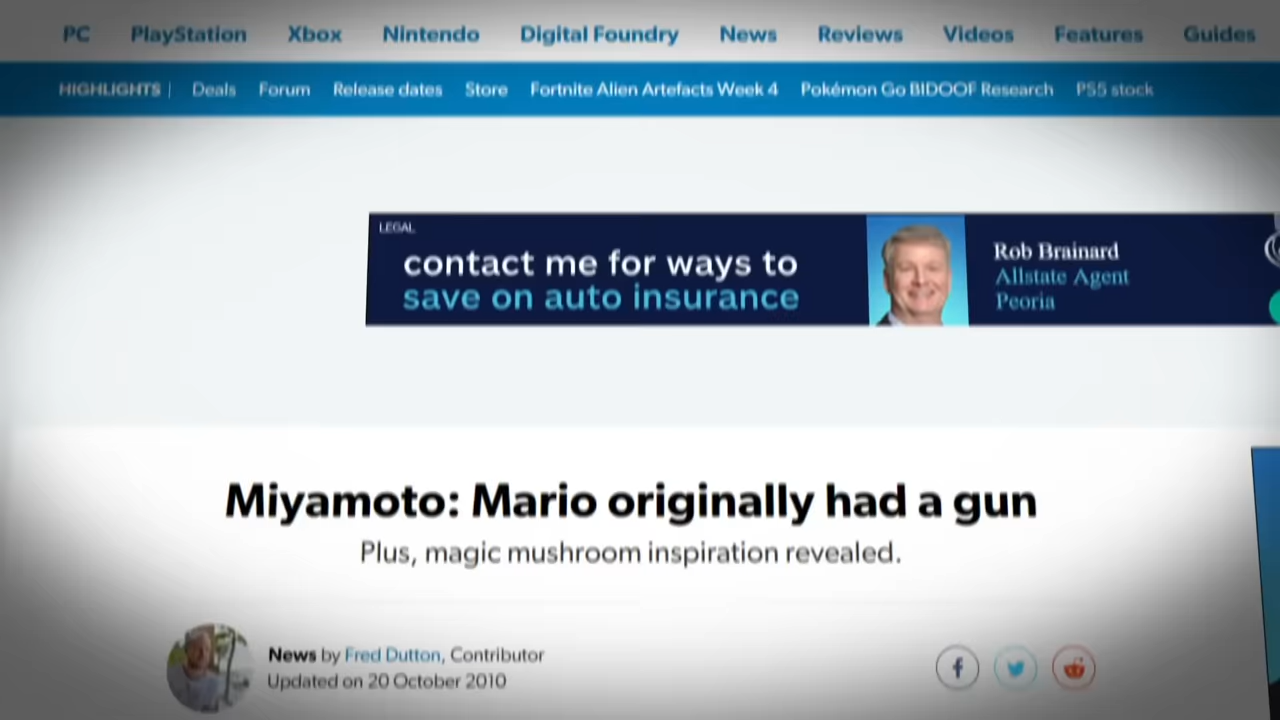 PC PlayStation Xbox Nintendo Digital Foundry News Reviews Videos Features Guides
HIGHLIGHTS | Deals Forum Release dates Store Fortnite Alien Artefacts Week 4 Pokémon Go BIDOOF Research PS5 stock
LEGAL
contact me for ways to
save on auto insurance
Rob Brainard
Allstate Agent
Peoria
Miyamoto: Mario originally had a gun
Plus, magic mushroom inspiration revealed.
News by Fred Dutton, Contributor
Updated on 20 October 2010